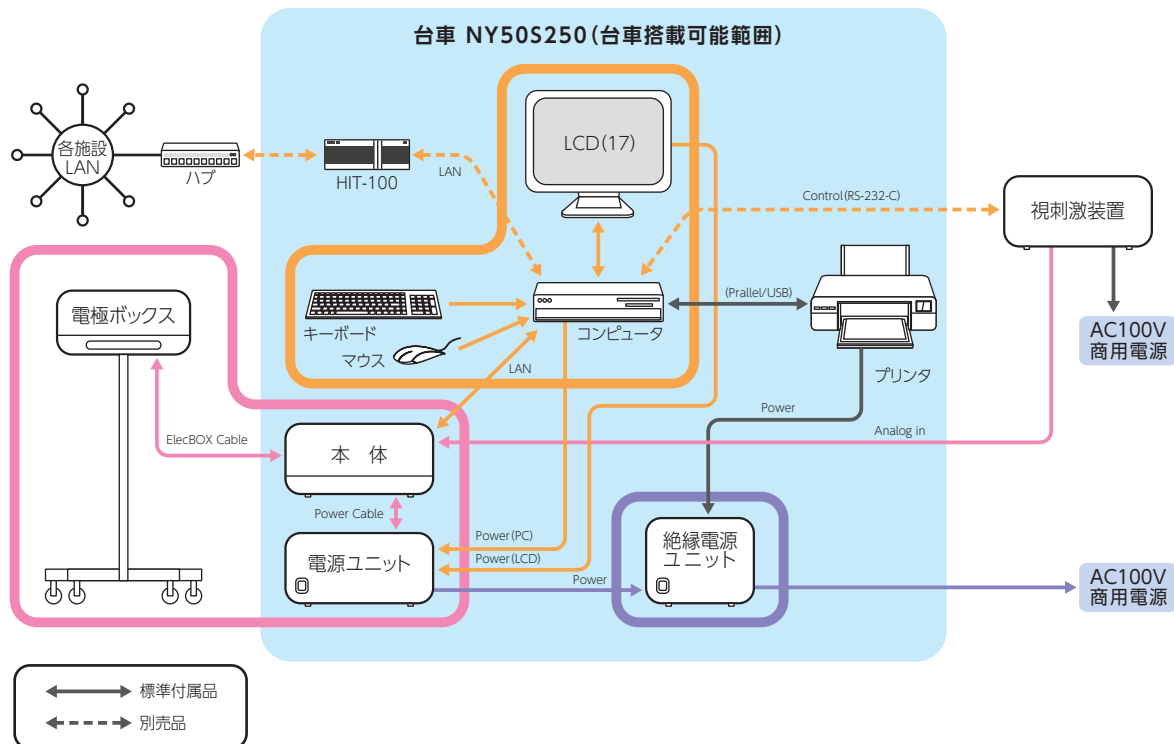 台車 NY50S250(台車搭載可能範囲)
各施設
LAN
ハブ
HIT-100
LAN
LCD(17)
Control(RS-232-C)
視刺激装置
電極ボックス
キーボード
マウス
コンピュータ
(Prallel/USB)
プリンタ
AC100V
商用電源
LAN
Power
ElecBOX Cable
本 体
Analog in
Power Cable
Power(PC)
Power(LCD)
電源ユニット
Power
絶縁電源
ユニット
AC100V
商用電源
標準付属品
別売品